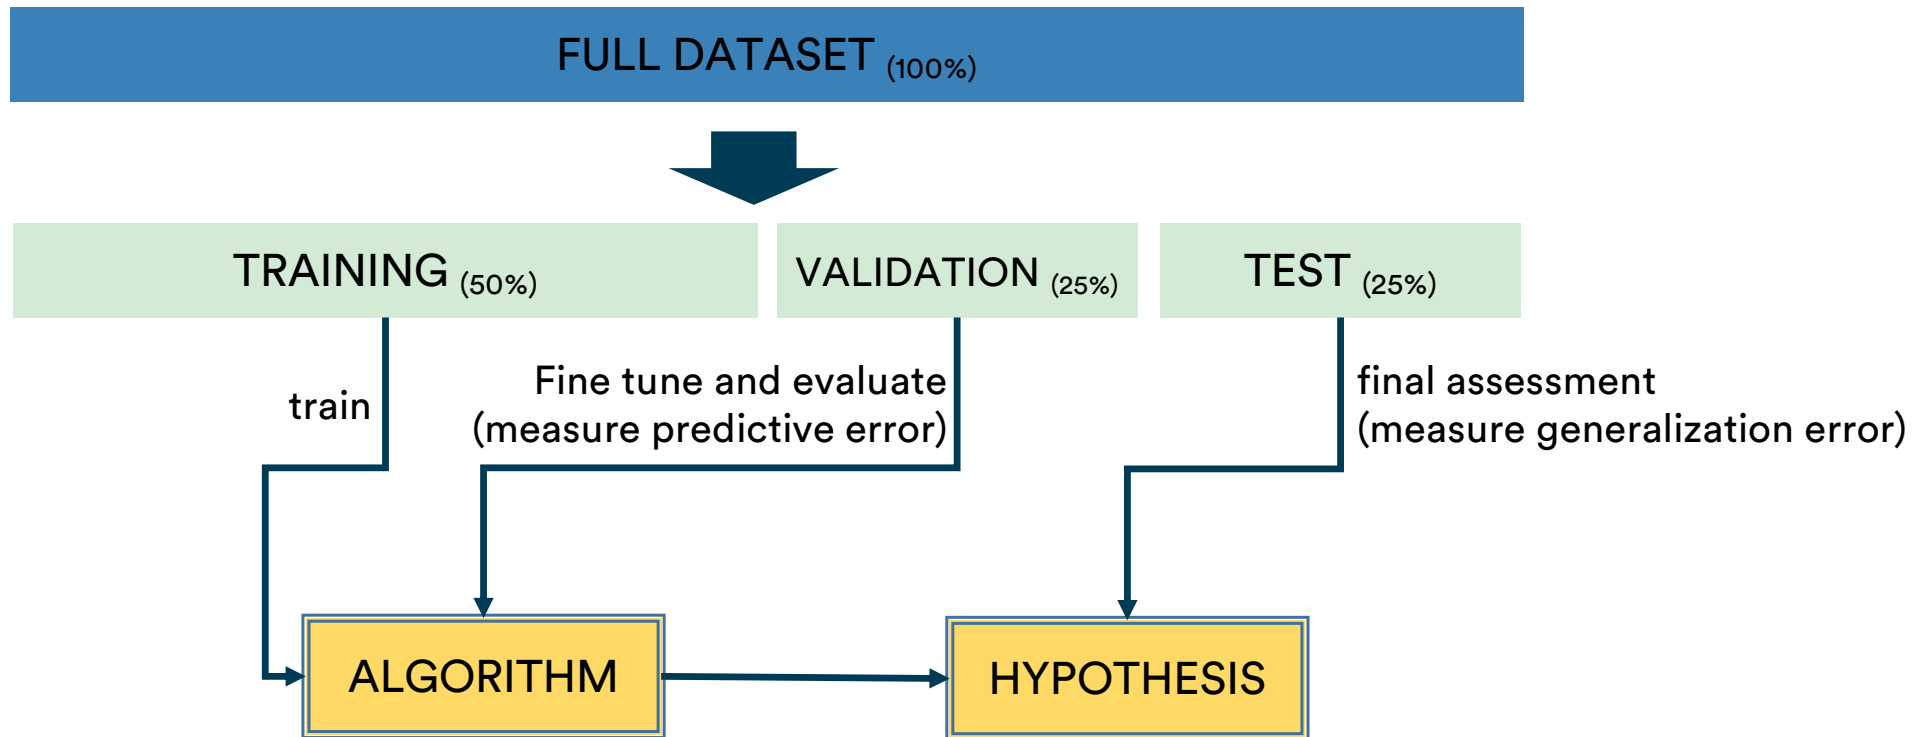 FULL DATASET (100%)
TRAINING (50%)
VALIDATION (25%)
TEST (25%)
train
Fine tune and evaluate
(measure predictive error)
final assessment
(measure generalization error)
ALGORITHM
HYPOTHESIS